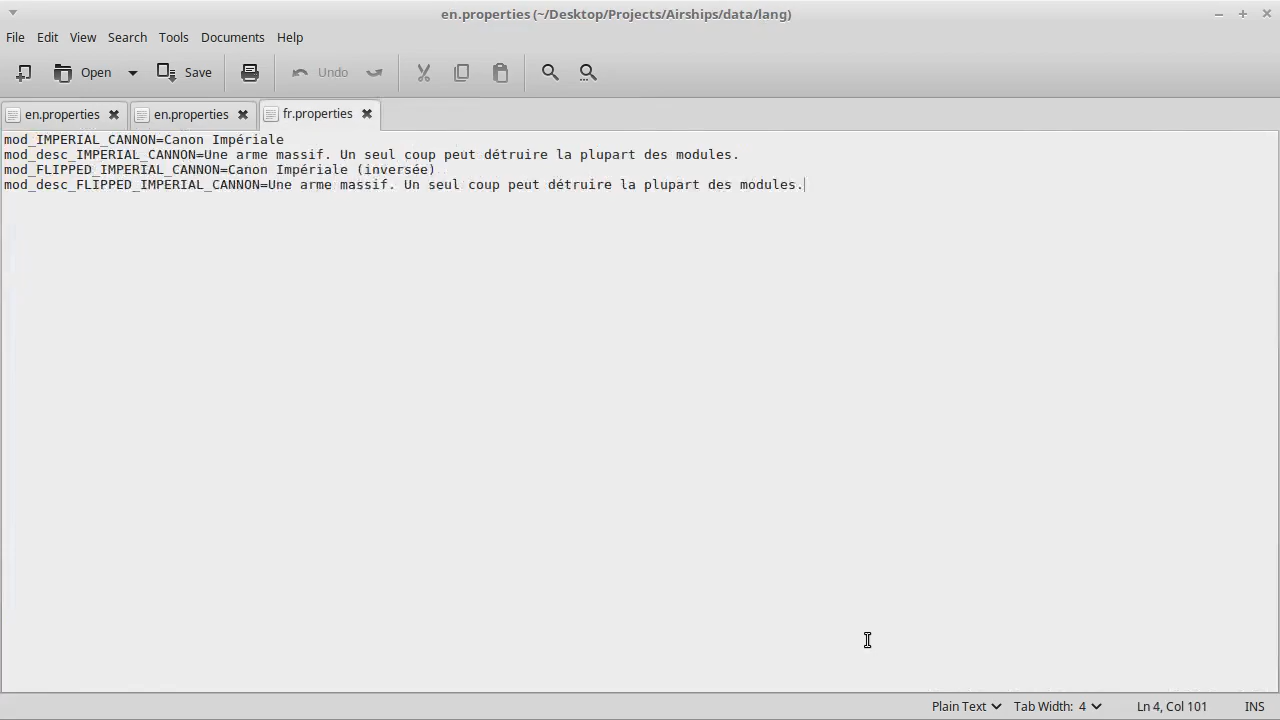 en.properties (~/Desktop/Projects/Airships/data/lang)
File Edit View Search Tools Documents Help
Open Save Undo
en.properties en.properties fr.properties
mod_IMPERIAL_CANNON=Canon Impériale
mod_desc_IMPERIAL_CANNON=Une arme massif. Un seul coup peut détruire la plupart des modules.
mod_FLIPPED_IMPERIAL_CANNON=Canon Impériale (inversée)
mod_desc_FLIPPED_IMPERIAL_CANNON=Une arme massif. Un seul coup peut détruire la plupart des modules.
Plain Text Tab Width: 4 Ln 4, Col 101 INS